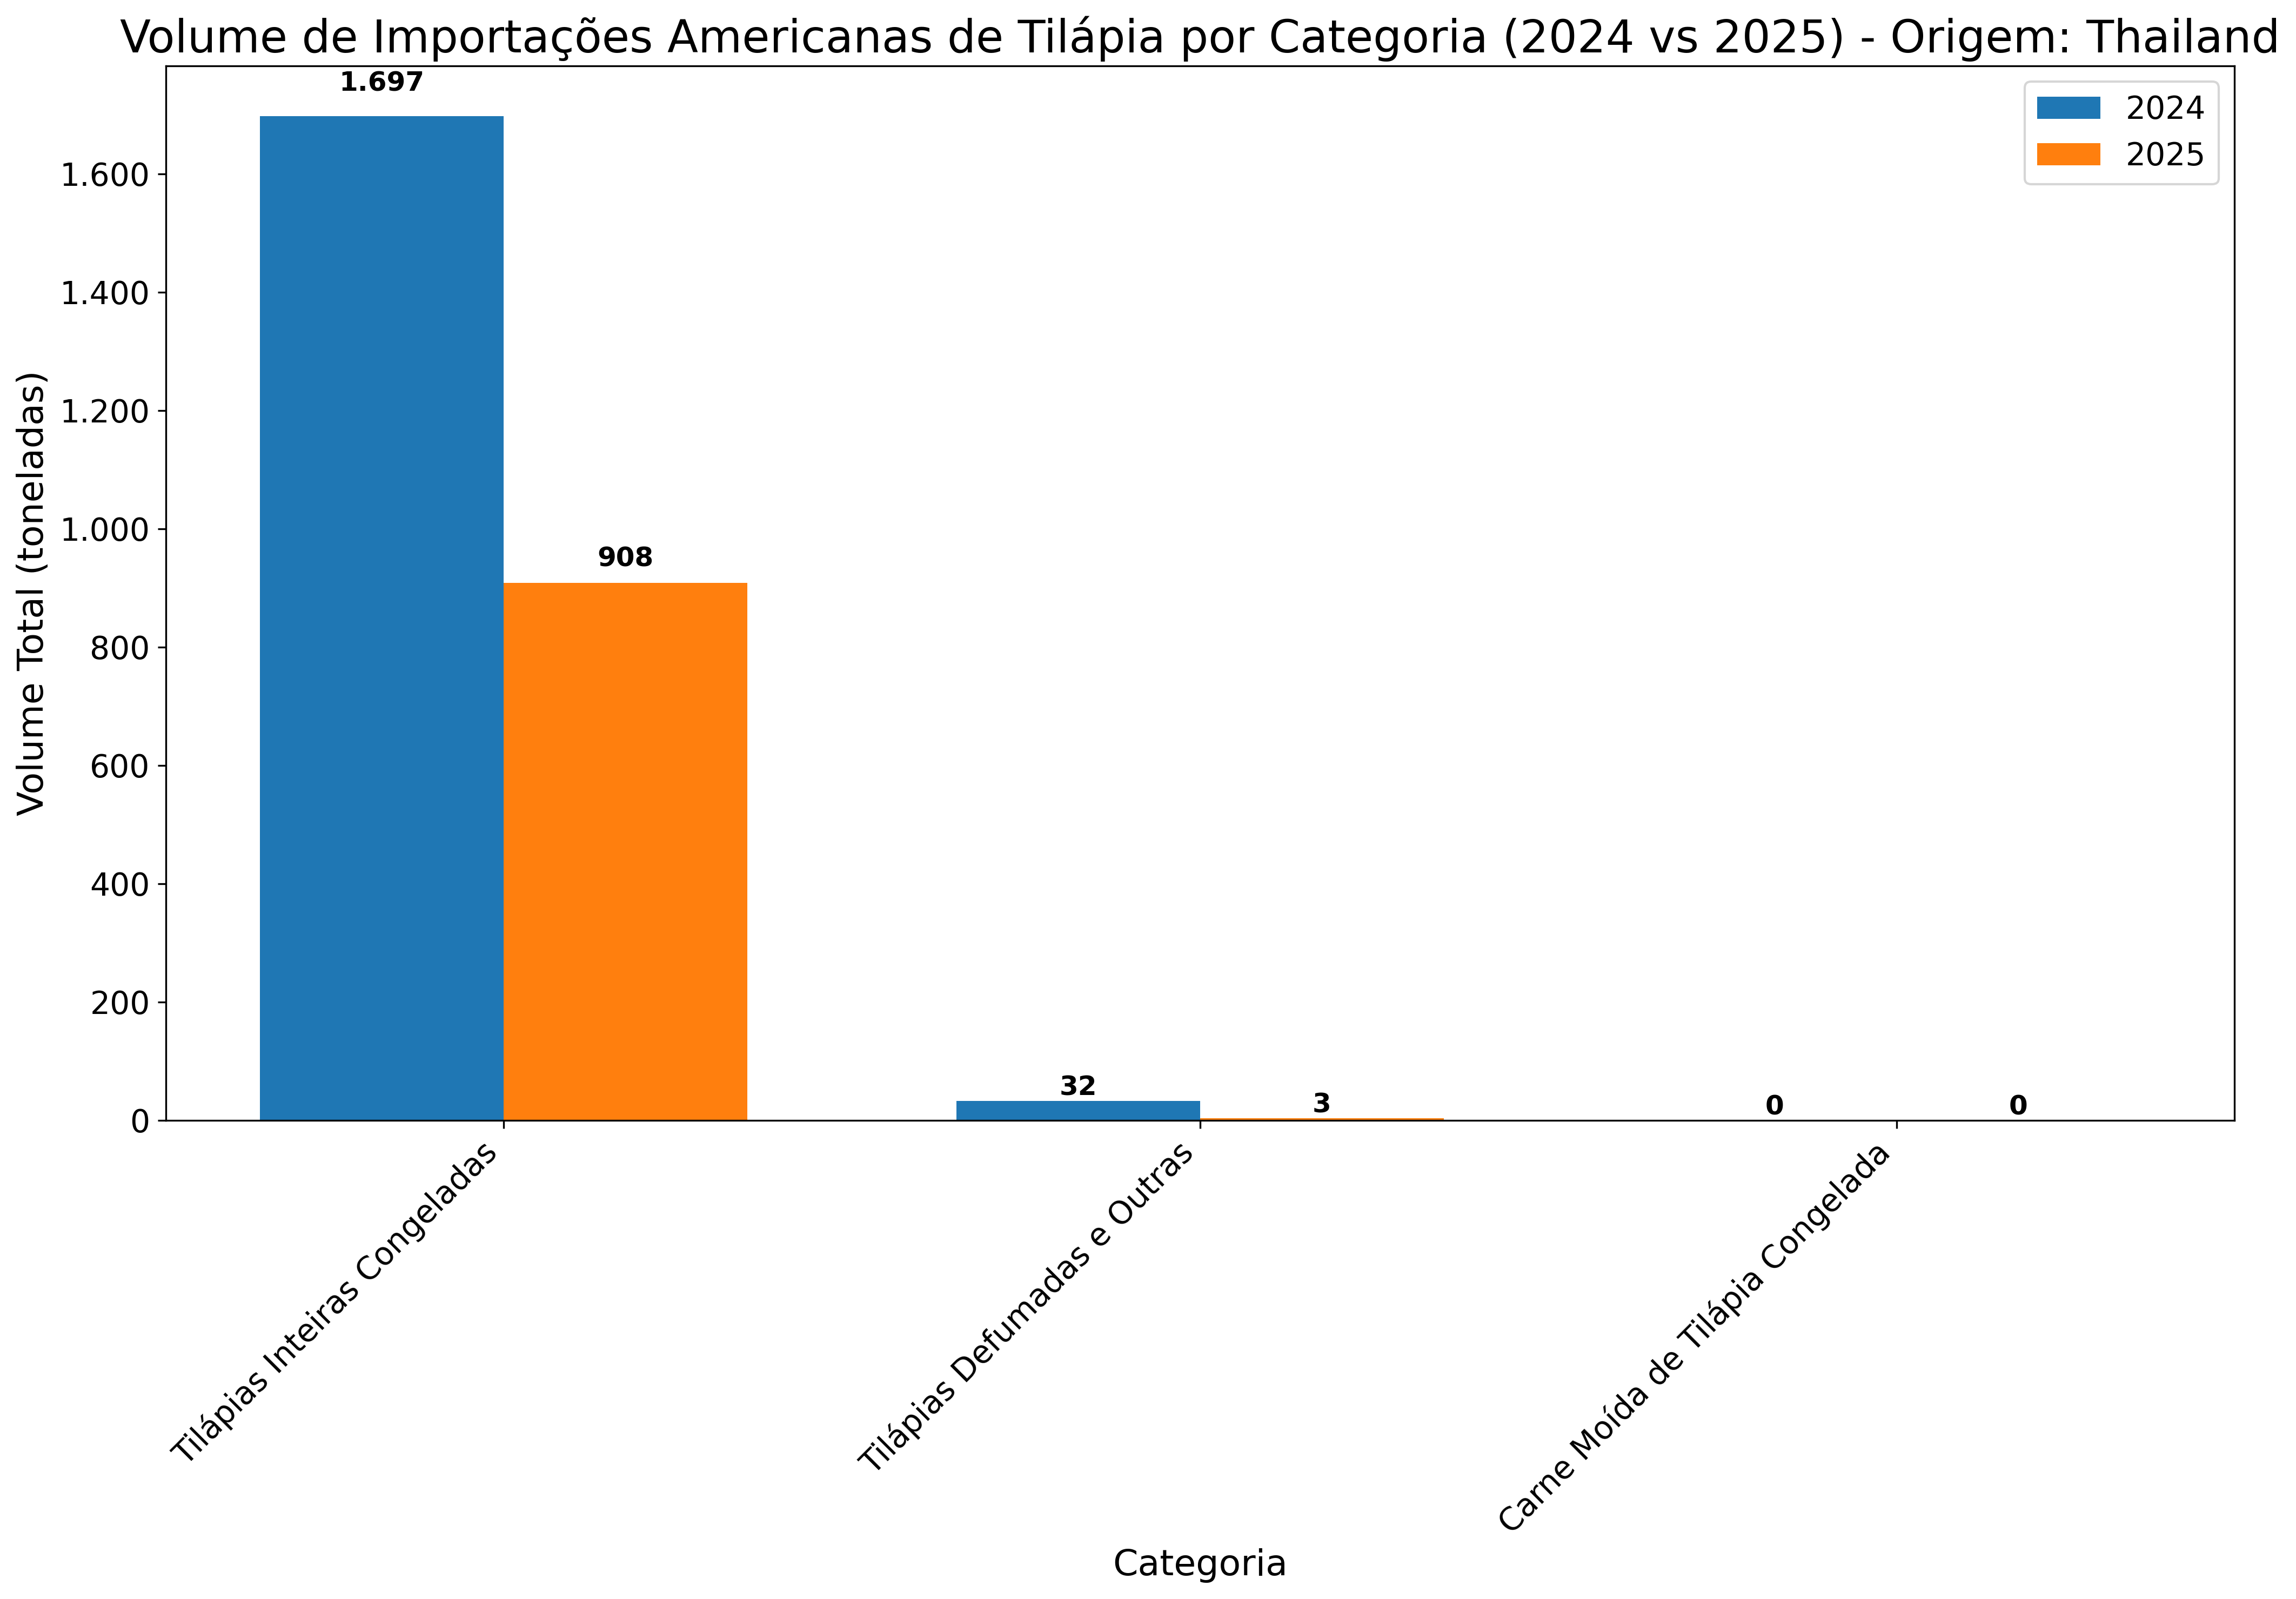 Volume de Importações Americanas de Tilápia por Categoria (2024 vs 2025) - Origem: Thailand
2024
2025
Volume Total (toneladas)
1.600
1.400
1.200
1.000
800
600
400
200
0
1.697
908
32
3
0
0
Tilápias Inteiras Congeladas
Tilápias Defumadas e Outras
Carne Moída de Tilápia Congelada
Categoria